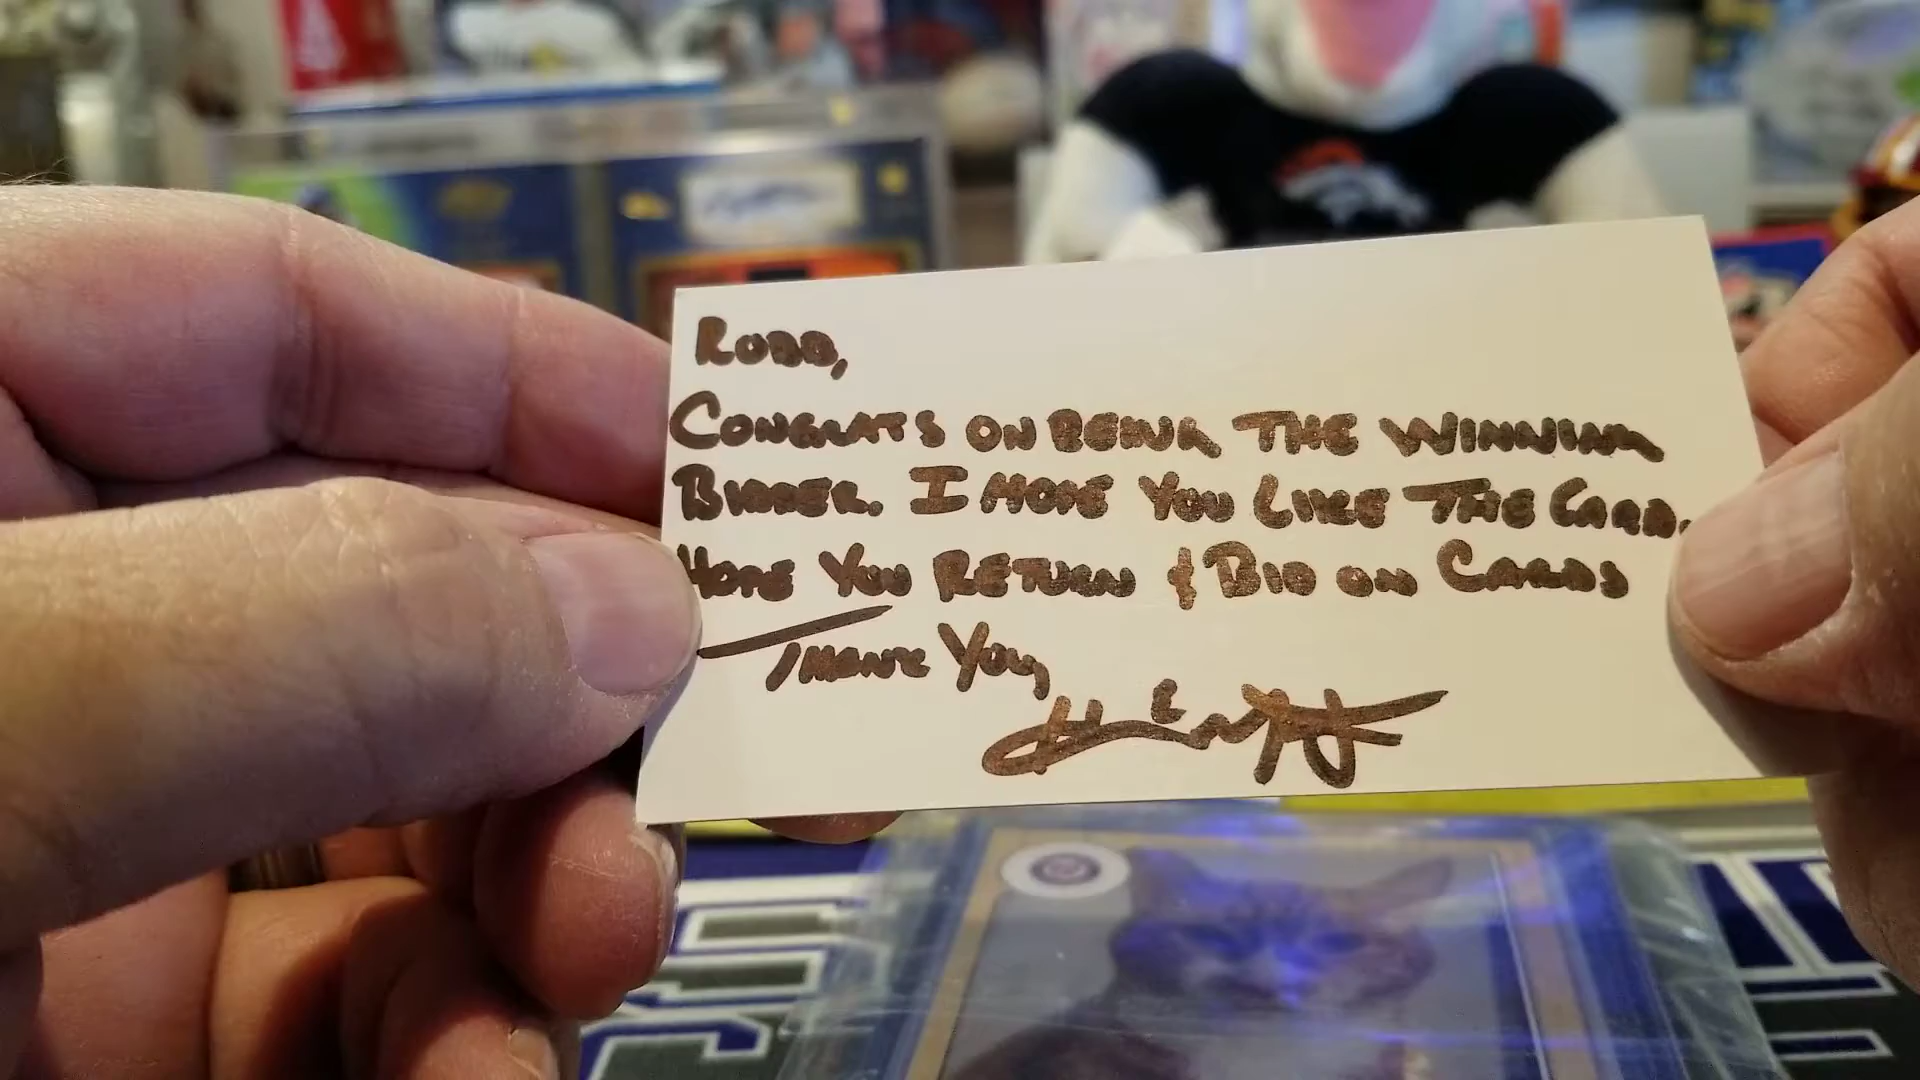 Rodd,
Congrats on being the winning
Bidder. I hope you like the card.
Hope you return & Bid on Cards
Thank you,